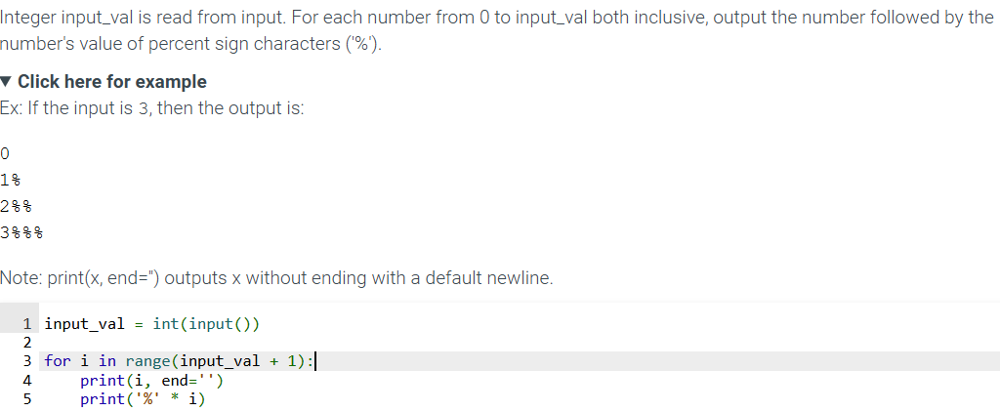 Integer input_val is read from input. For each number from 0 to input_val both inclusive, output the number followed by the
number's value of percent sign characters ('%').
▼ Click here for example
Ex: If the input is 3, then the output is:
0
1%
2%%
3%%%
Note: print(x, end='') outputs x without ending with a default newline.
1 input_val = int(input())
2
3 for i in range(input_val + 1):
4     print(i, end='')
5     print('%' * i)